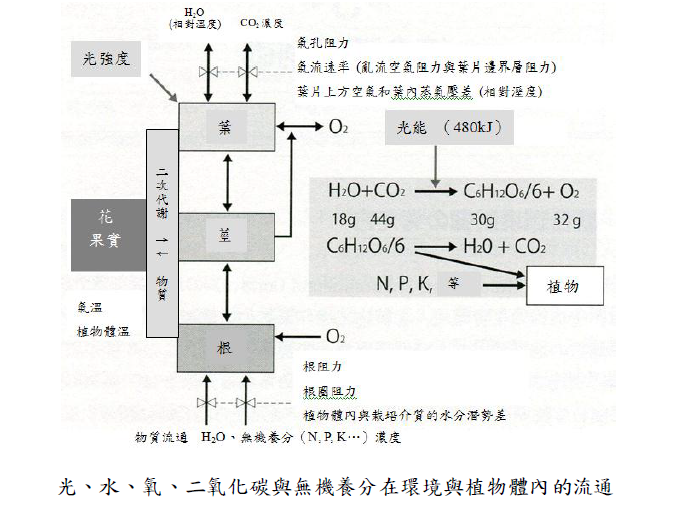 H₂O
(相對溼度)
CO₂濃度
光強度
氣孔阻力
氣流速率 (亂流空氣阻力與葉片邊界層阻力)
葉片上方空氣和葉內蒸氣壓差 (相對溼度)
葉
O₂
光能 （480kJ）
二次代謝 → ← 物質
H₂O+CO₂ → C₆H₁₂O₆/6+ O₂
18g 44g 30g 32 g
花
果實
莖
C₆H₁₂O₆/6 → H₂0 + CO₂
N, P, K, 等
植物
氣溫
植物體溫
根
O₂
根阻力
根圈阻力
植物體內與栽培介質的水分潛勢差
物質流通 H₂O、無機養分（N, P, K…）濃度
光、水、氧、二氧化碳與無機養分在環境與植物體內的流通